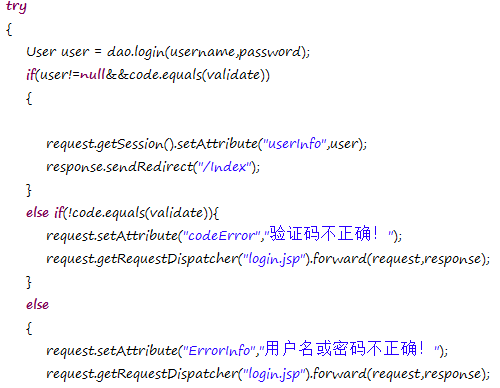 try
{
User user = dao.login(username,password);
if(user!=null&&code.equals(validate))
{
request.getSession().setAttribute("userInfo",user);
response.sendRedirect("/Index");
}
else if(!code.equals(validate)){
request.setAttribute("codeError","验证码不正确！");
request.getRequestDispatcher("login.jsp").forward(request,response);
}
else
{
request.setAttribute("ErrorInfo","用户名或密码不正确！");
request.getRequestDispatcher("login.jsp").forward(request,response);